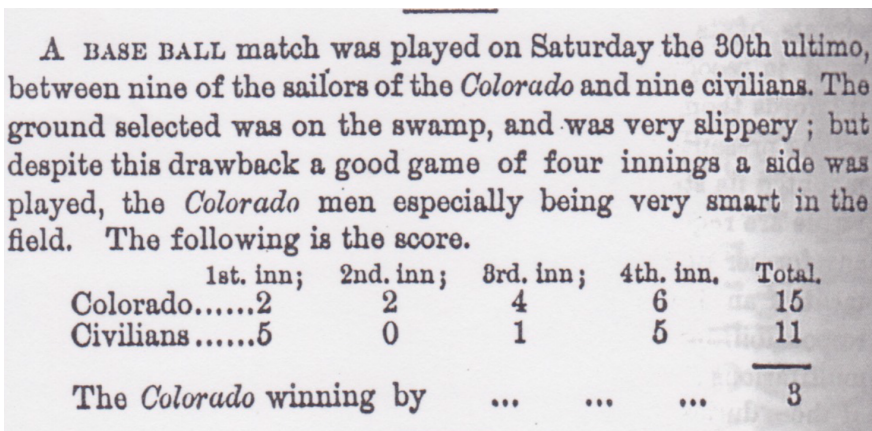 A BASE BALL match was played on Saturday the 30th ultimo,
between nine of the sailors of the Colorado and nine civilians. The
ground selected was on the swamp, and was very slippery ; but
despite this drawback a good game of four innings a side was
played, the Colorado men especially being very smart in the
field. The following is the score.
1st. inn; 2nd. inn; 3rd. inn; 4th. inn. Total.
Colorado......2 2 4 6 15
Civilians......5 0 1 5 11
The Colorado winning by ... ... ... 3